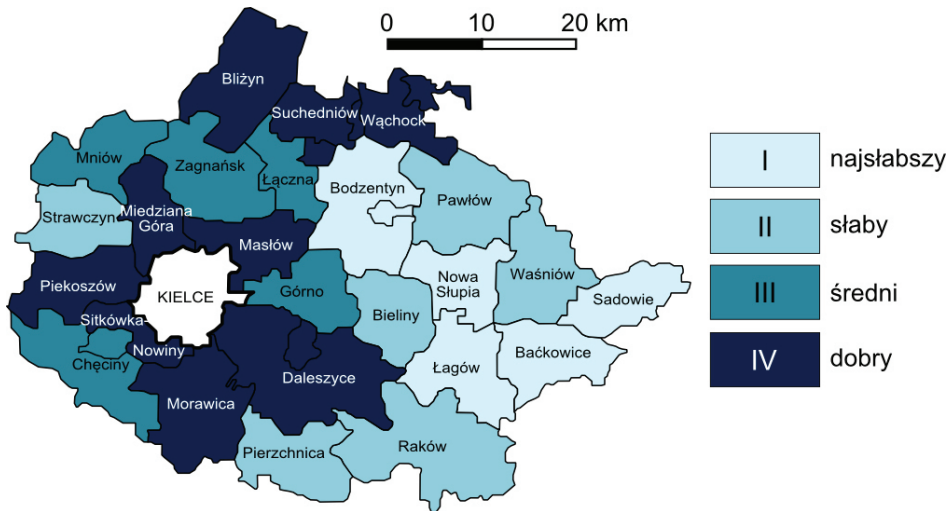 0 10 20 km
Bliżyn
Suchedniów
Wąchock
Mniów
Zagnańsk
Łączna
Bodzentyn
Pawłów
Strawczyn
Miedziana
Góra
Masłów
Nowa
Słupia
Waśniów
Sadowie
Piekoszów
KIELCE
Górno
Bieliny
Sitkówka-
Nowiny
Chęciny
Łagów
Baćkowice
Daleszyce
Morawica
Pierzchnica
Raków
I najsłabszy
II słaby
III średni
IV dobry